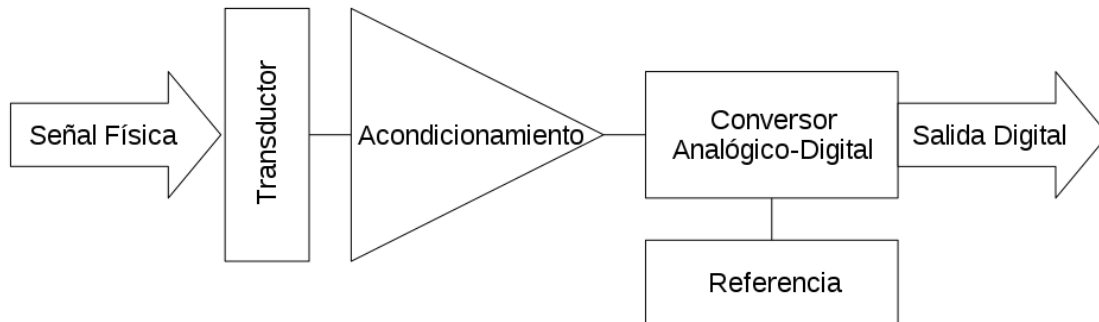 Señal Física
Transductor
Acondicionamiento
Conversor
Analógico-Digital
Salida Digital
Referencia